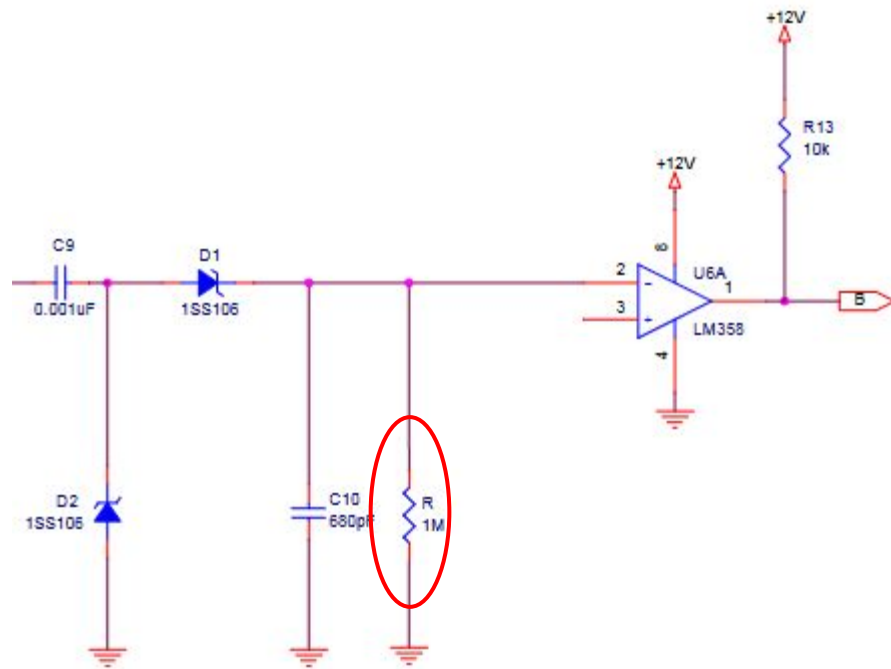 +12V
R13
10k
+12V
C9
0.001uF
D1
1SS106
8
U6A
2
-
1
B
3
+
LM358
4
D2
1SS106
C10
680pF
R
1M